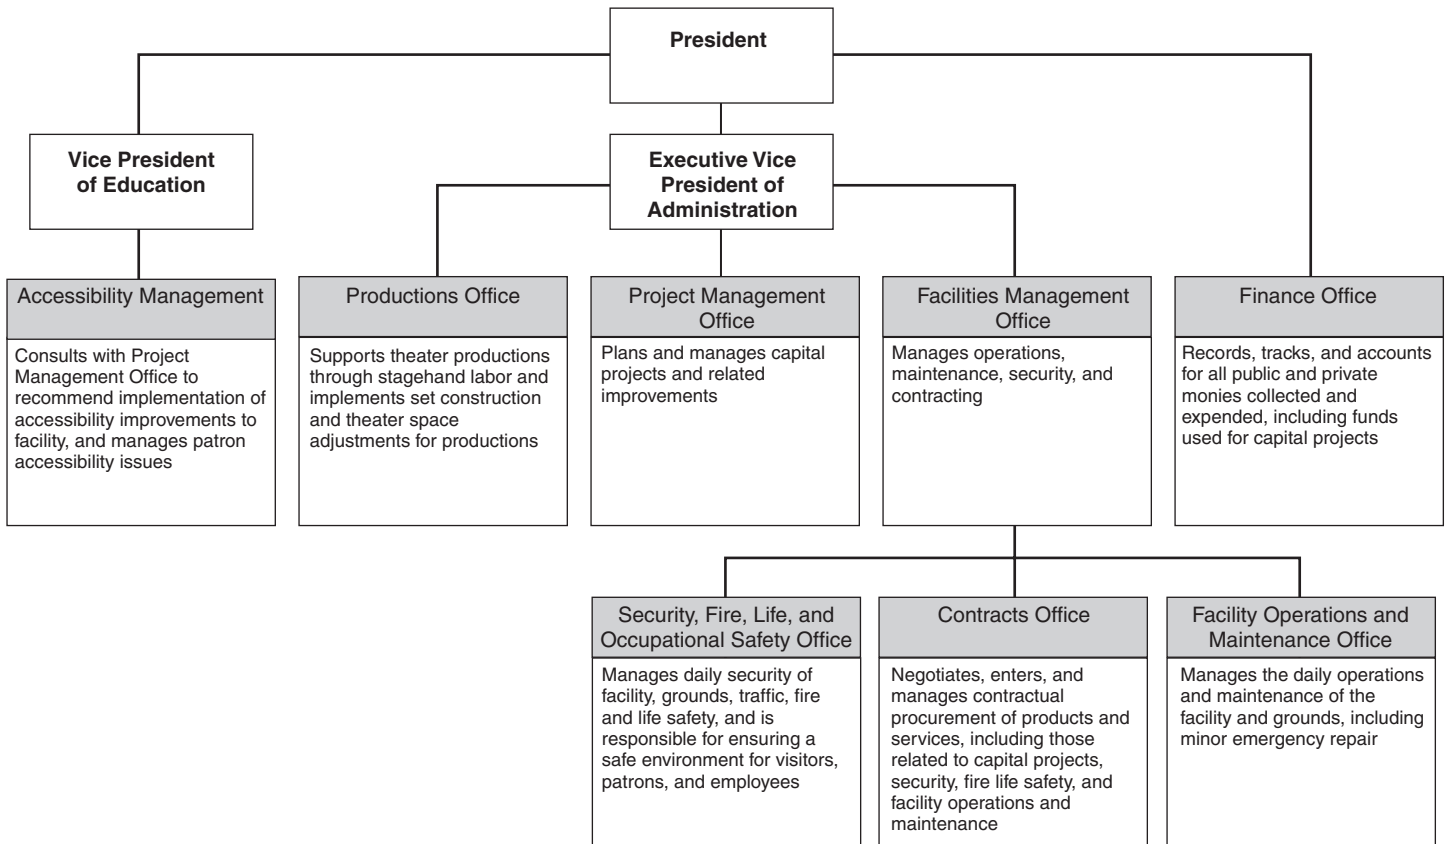 President
Vice President
of Education
Executive Vice
President of
Administration
Accessibility Management
Consults with Project
Management Office to
recommend implementation of
accessibility improvements to
facility, and manages patron
accessibility issues
Productions Office
Supports theater productions
through stagehand labor and
implements set construction
and theater space
adjustments for productions
Project Management
Office
Plans and manages capital
projects and related
improvements
Facilities Management
Office
Manages operations,
maintenance, security, and
contracting
Finance Office
Records, tracks, and accounts
for all public and private
monies collected and
expended, including funds
used for capital projects
Security, Fire, Life, and
Occupational Safety Office
Manages daily security of
facility, grounds, traffic, fire
and life safety, and is
responsible for ensuring a
safe environment for visitors,
patrons, and employees
Contracts Office
Negotiates, enters, and
manages contractual
procurement of products and
services, including those
related to capital projects,
security, fire life safety, and
facility operations and
maintenance
Facility Operations and
Maintenance Office
Manages the daily operations
and maintenance of the
facility and grounds, including
minor emergency repair